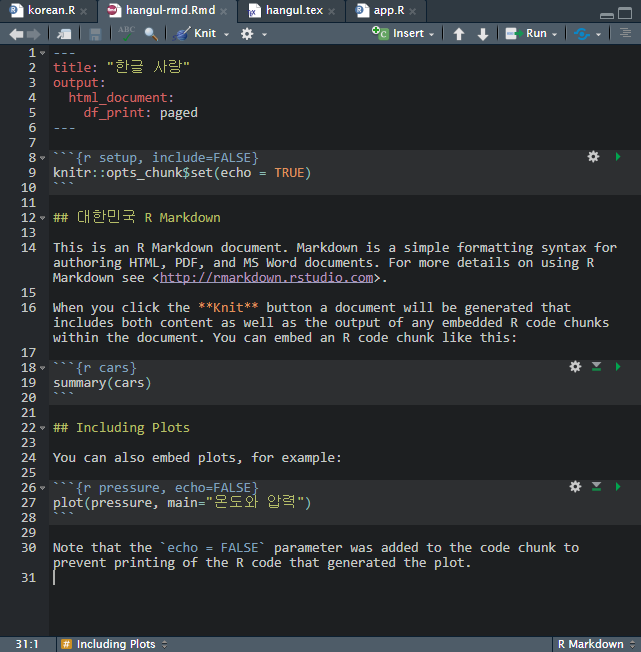 korean.R
hangul-rmd.Rmd
hangul.tex
app.R
ABC
Knit
Insert
Run
1 ---
2 title: "한글 사랑"
3 output:
4   html_document:
5     df_print: paged
6 ---
7
8 ```{r setup, include=FALSE}
9 knitr::opts_chunk$set(echo = TRUE)
10 ```
11
12 ## 대한민국 R Markdown
13
14 This is an R Markdown document. Markdown is a simple formatting syntax for
authoring HTML, PDF, and MS Word documents. For more details on using R
Markdown see <http://rmarkdown.rstudio.com>.
15
16 When you click the **Knit** button a document will be generated that
includes both content as well as the output of any embedded R code chunks
within the document. You can embed an R code chunk like this:
17
18 ```{r cars}
19 summary(cars)
20 ```
21
22 ## Including Plots
23
24 You can also embed plots, for example:
25
26 ```{r pressure, echo=FALSE}
27 plot(pressure, main="온도와 압력")
28 ```
29
30 Note that the `echo = FALSE` parameter was added to the code chunk to
prevent printing of the R code that generated the plot.
31
31:1
# Including Plots
R Markdown